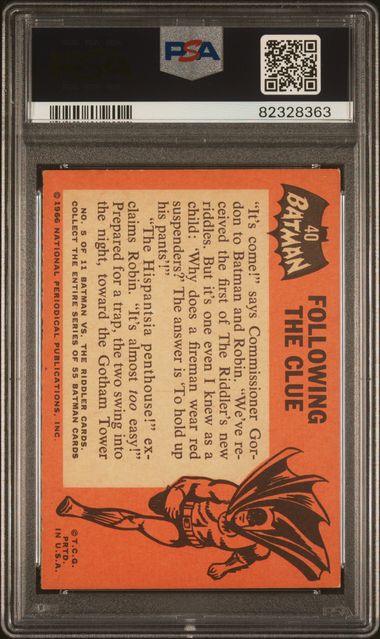 PSA
82328363
40
BATMAN
FOLLOWING
THE CLUE
"It's come!" says Commissioner Gor-
don to Batman and Robin. "We've re-
ceived the first of The Riddler's new
riddles. But it's one even I knew as a
child: 'Why does a fireman wear red
suspenders?' The answer is 'To hold up
his pants'!"
"The Hispantsia penthouse!" ex-
claims Robin. "It's almost too easy!"
Prepared for a trap, the two swing into
the night, toward the Gotham Tower
NO. 5 OF 11 BATMAN VS. THE RIDDLER CARDS
COLLECT THE ENTIRE SERIES OF 55 BATMAN CARDS
© 1966 NATIONAL PERIODICAL PUBLICATIONS, INC.
© T.C.G.
PRTD.
IN U.S.A.